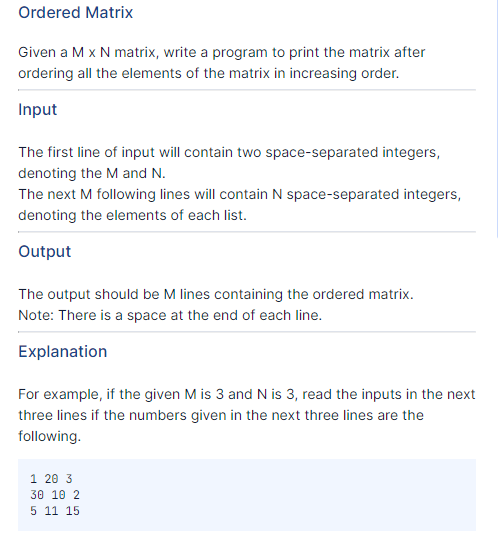 Ordered Matrix
Given a M x N matrix, write a program to print the matrix after
ordering all the elements of the matrix in increasing order.
Input
The first line of input will contain two space-separated integers,
denoting the M and N.
The next M following lines will contain N space-separated integers,
denoting the elements of each list.
Output
The output should be M lines containing the ordered matrix.
Note: There is a space at the end of each line.
Explanation
For example, if the given M is 3 and N is 3, read the inputs in the next
three lines if the numbers given in the next three lines are the
following.
1 20 3
30 10 2
5 11 15